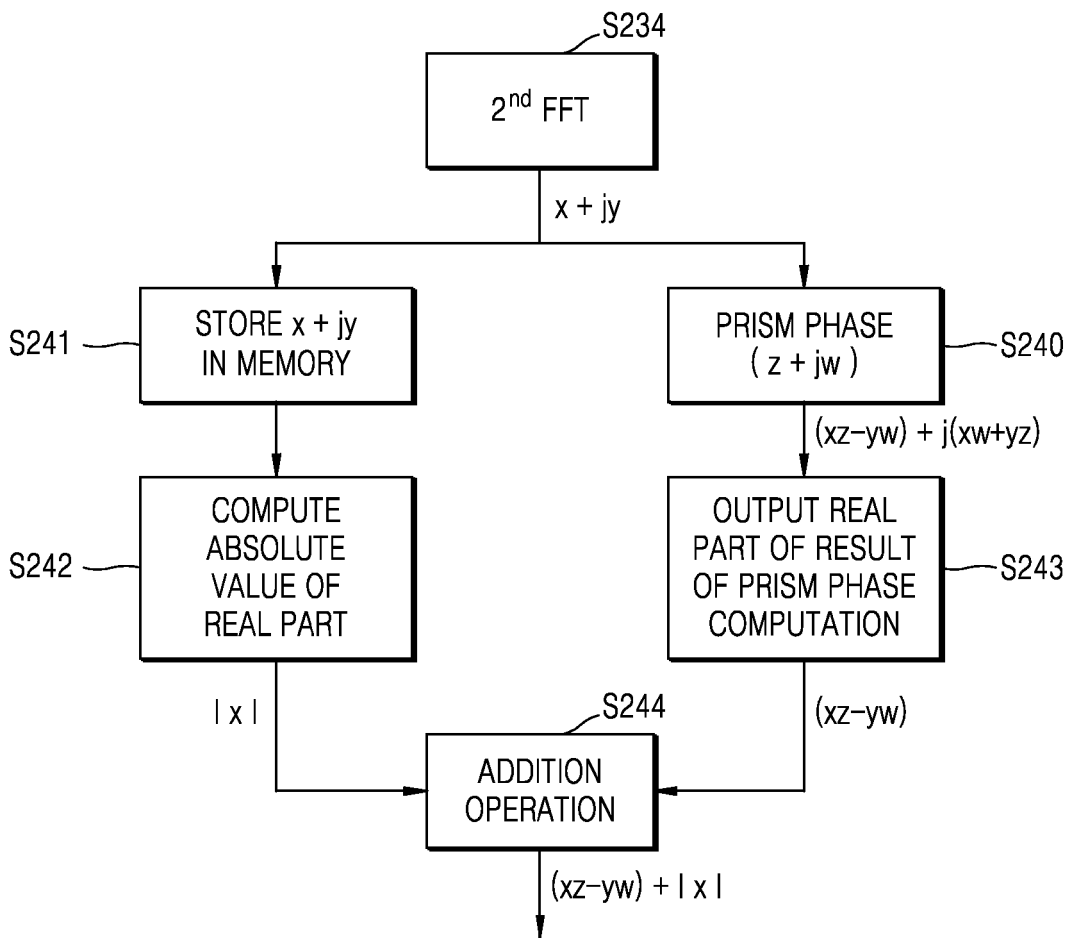 S234
2nd FFT
x + jy
S241
STORE x + jy
IN MEMORY
PRISM PHASE
( z + jw )
S240
(xz-yw) + j(xw+yz)
S242
COMPUTE
ABSOLUTE
VALUE OF
REAL PART
OUTPUT REAL
PART OF RESULT
OF PRISM PHASE
COMPUTATION
S243
| x |
(xz-yw)
S244
ADDITION
OPERATION
(xz-yw) + | x |